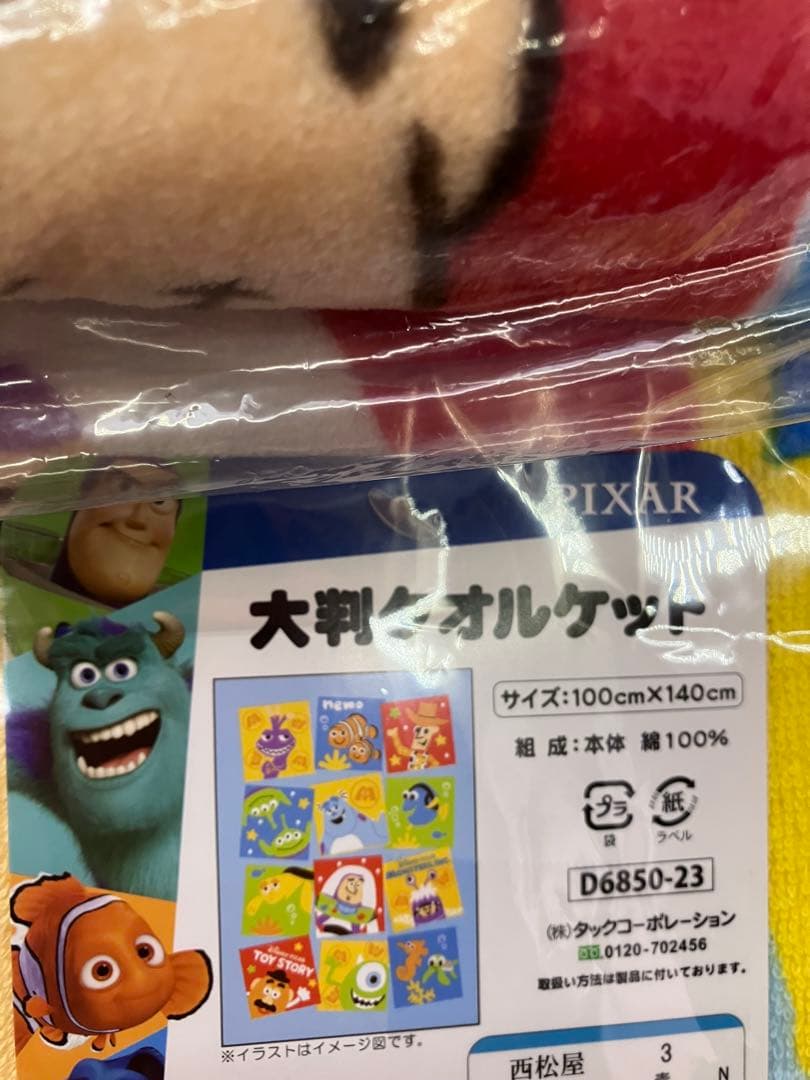 PIXAR
大判タオルケット
サイズ:100cm×140cm
組 成:本体 綿100%
プラ
紙
袋
ラベル
nemo
D6850-23
(株)タックコーポレーション
0120-702456
取扱い方法は製品に付いております。
TOY STORY
※イラストはイメージ図です。
西松屋
3
N